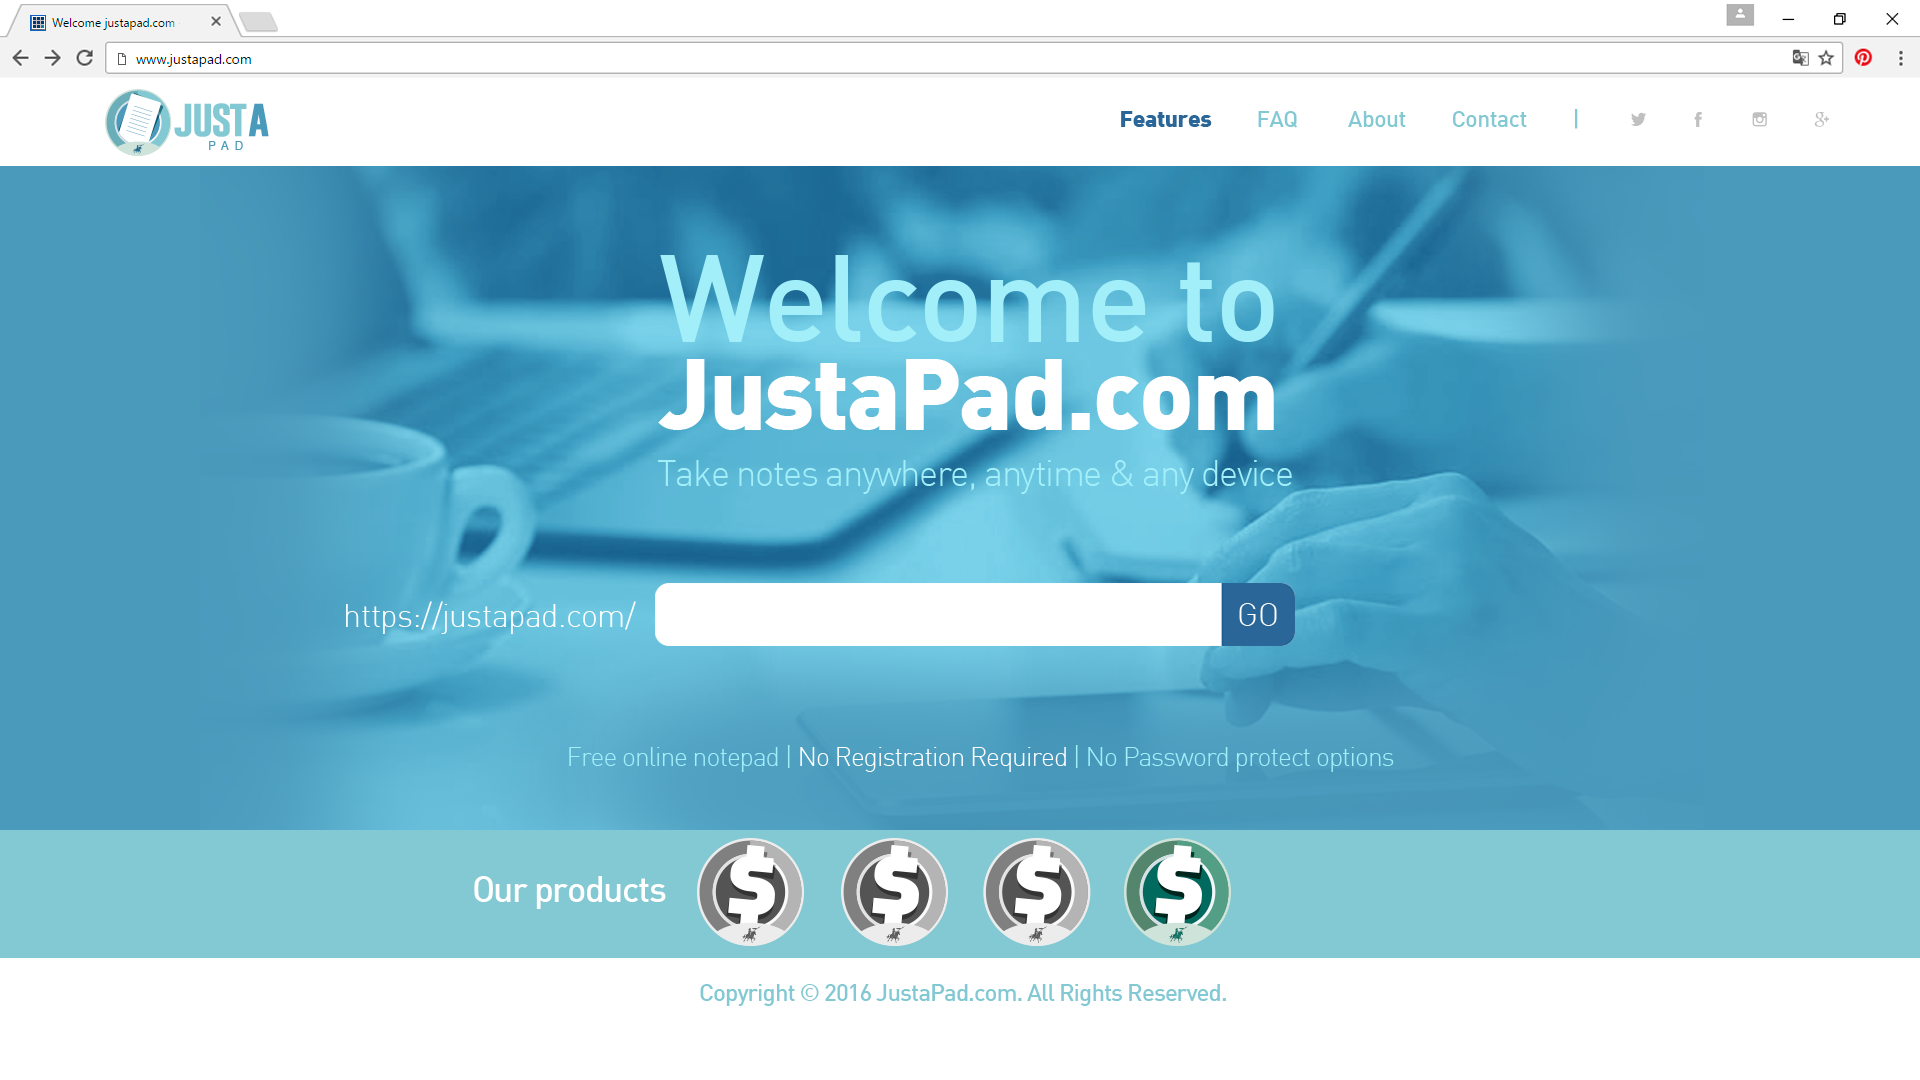 Welcome justapad.com
www.justapad.com
JUSTA
PAD
Features FAQ About Contact |
Welcome to
JustaPad.com
Take notes anywhere, anytime & any device
https://justapad.com/ GO
Free online notepad | No Registration Required | No Password protect options
Our products $ $ $ $
Copyright © 2016 JustaPad.com. All Rights Reserved.